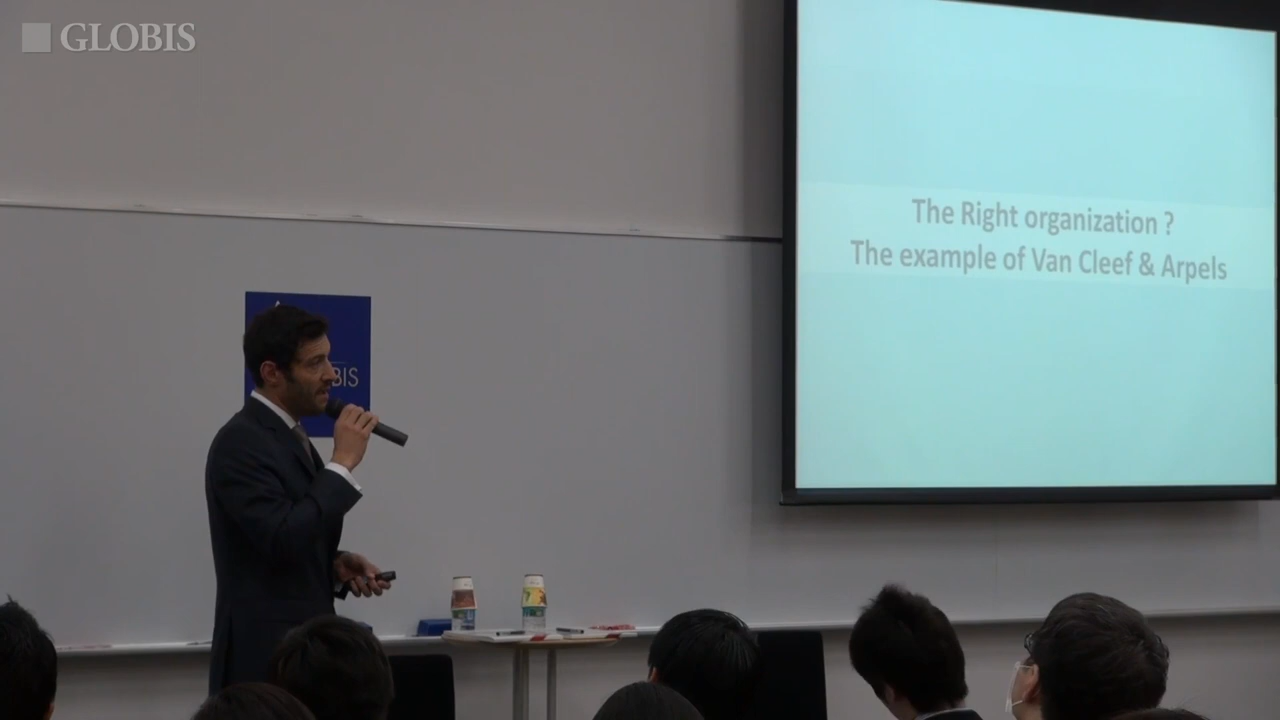 GLOBIS
The Right organization ?
The example of Van Cleef & Arpels
BIS